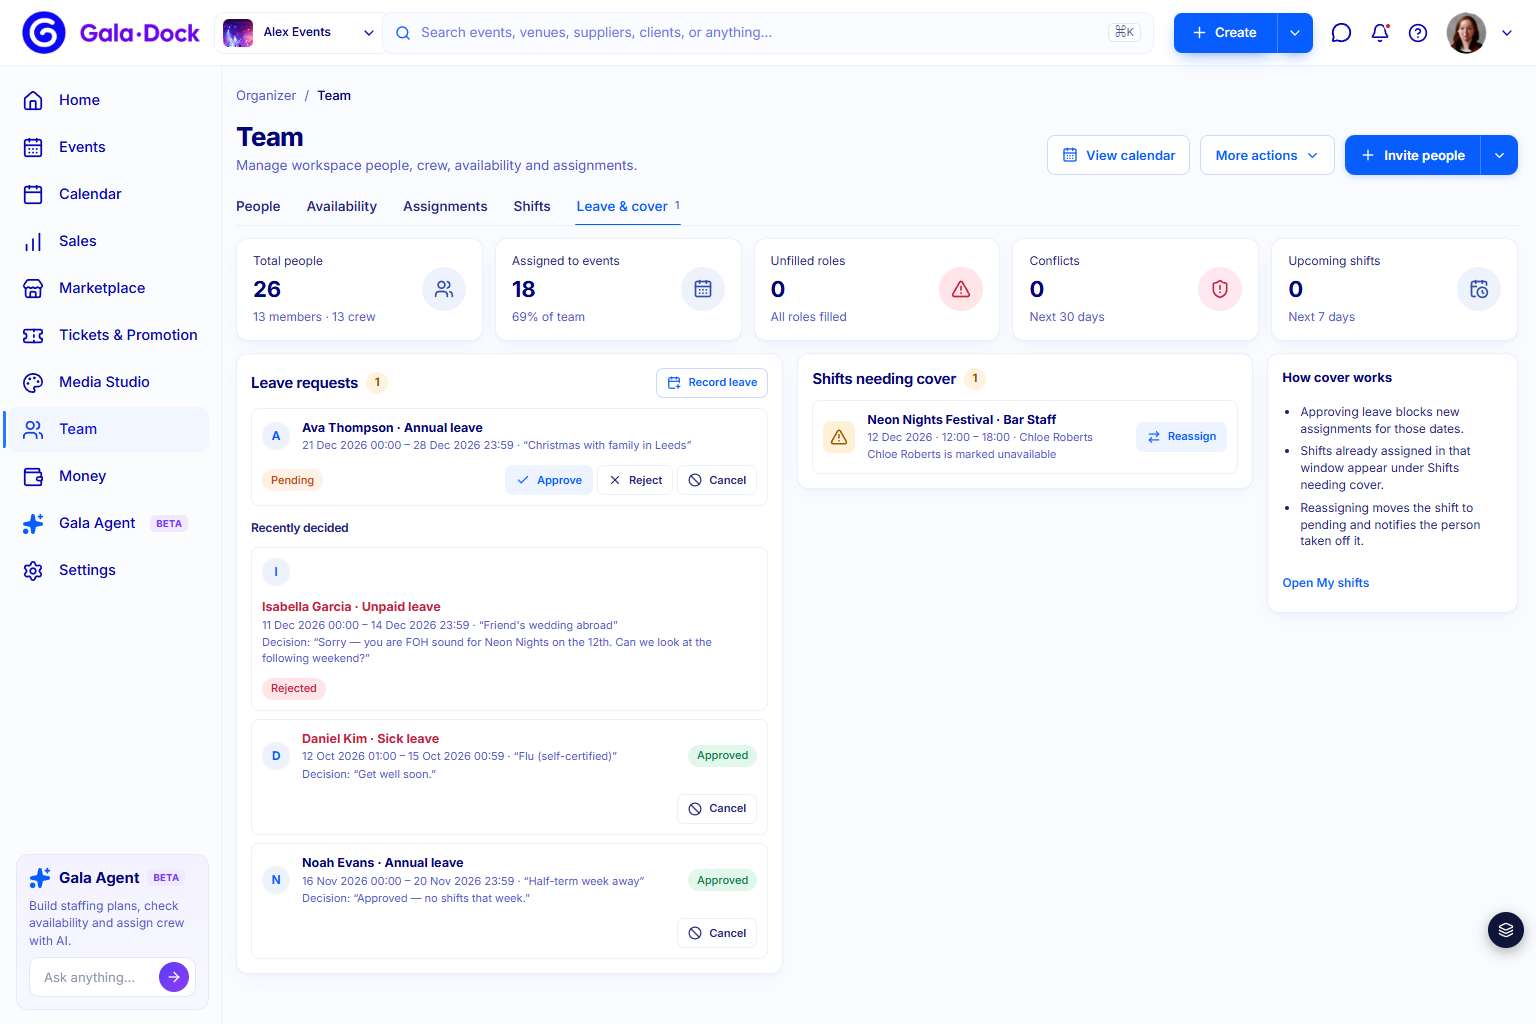 Gala·Dock
Alex Events
Search events, venues, suppliers, clients, or anything...
⌘K
Create
Home
Events
Calendar
Sales
Marketplace
Tickets & Promotion
Media Studio
Team
Money
Gala Agent BETA
Settings
Gala Agent BETA
Build staffing plans, check
availability and assign crew
with AI.
Ask anything...
Organizer / Team
Team
Manage workspace people, crew, availability and assignments.
View calendar
More actions
Invite people
People
Availability
Assignments
Shifts
Leave & cover 1
Total people
26
13 members · 13 crew
Assigned to events
18
69% of team
Unfilled roles
0
All roles filled
Conflicts
0
Next 30 days
Upcoming shifts
0
Next 7 days
Leave requests 1
Record leave
A
Ava Thompson · Annual leave
21 Dec 2026 00:00 – 28 Dec 2026 23:59 · “Christmas with family in Leeds”
Pending
Approve
Reject
Cancel
Recently decided
I
Isabella Garcia · Unpaid leave
11 Dec 2026 00:00 – 14 Dec 2026 23:59 · “Friend's wedding abroad”
Decision: “Sorry — you are FOH sound for Neon Nights on the 12th. Can we look at the
following weekend?”
Rejected
D
Daniel Kim · Sick leave
12 Oct 2026 01:00 – 15 Oct 2026 00:59 · “Flu (self-certified)”
Decision: “Get well soon.”
Approved
Cancel
N
Noah Evans · Annual leave
16 Nov 2026 00:00 – 20 Nov 2026 23:59 · “Half-term week away”
Decision: “Approved — no shifts that week.”
Approved
Cancel
Shifts needing cover 1
Neon Nights Festival · Bar Staff
12 Dec 2026 · 12:00 – 18:00 · Chloe Roberts
Chloe Roberts is marked unavailable
Reassign
How cover works
• Approving leave blocks new
assignments for those dates.
• Shifts already assigned in that
window appear under Shifts
needing cover.
• Reassigning moves the shift to
pending and notifies the person
taken off it.
Open My shifts